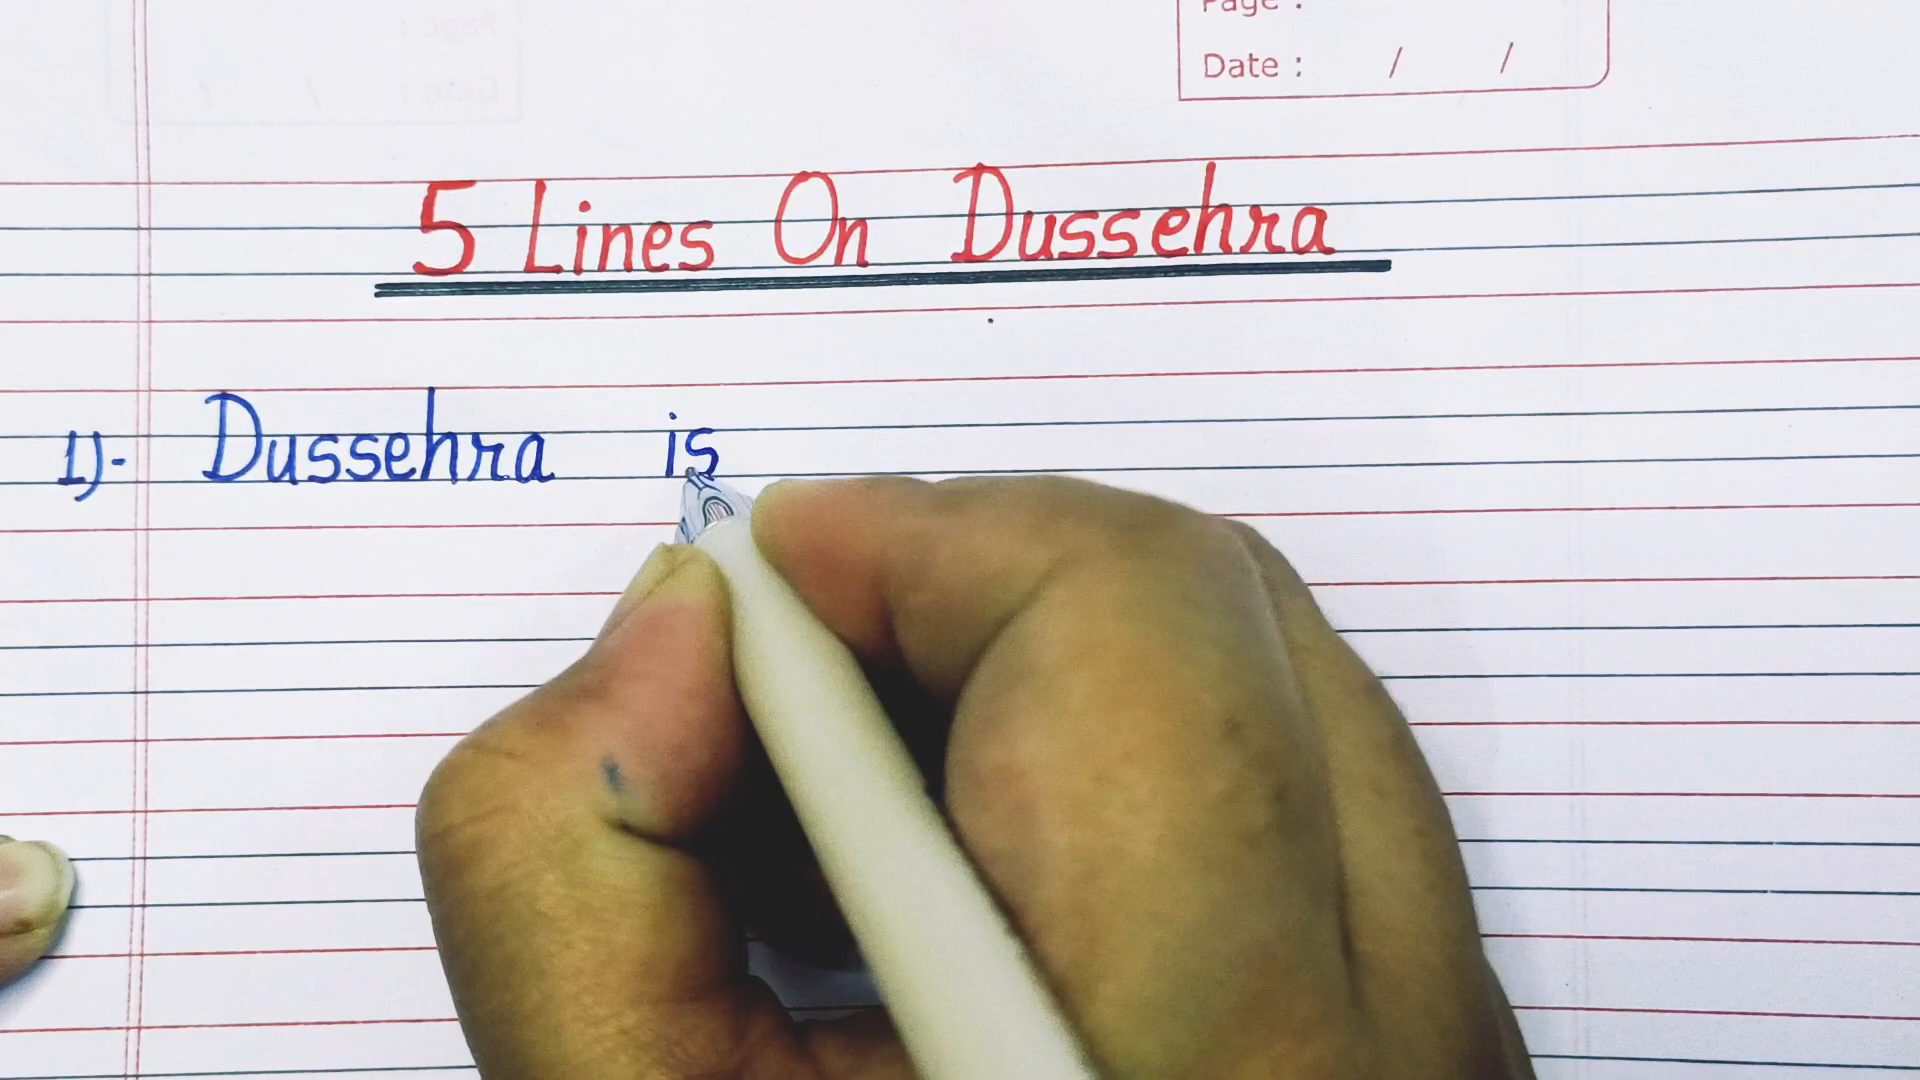 Page :
Date : / /
5 Lines On Dussehra
1)- Dussehra is